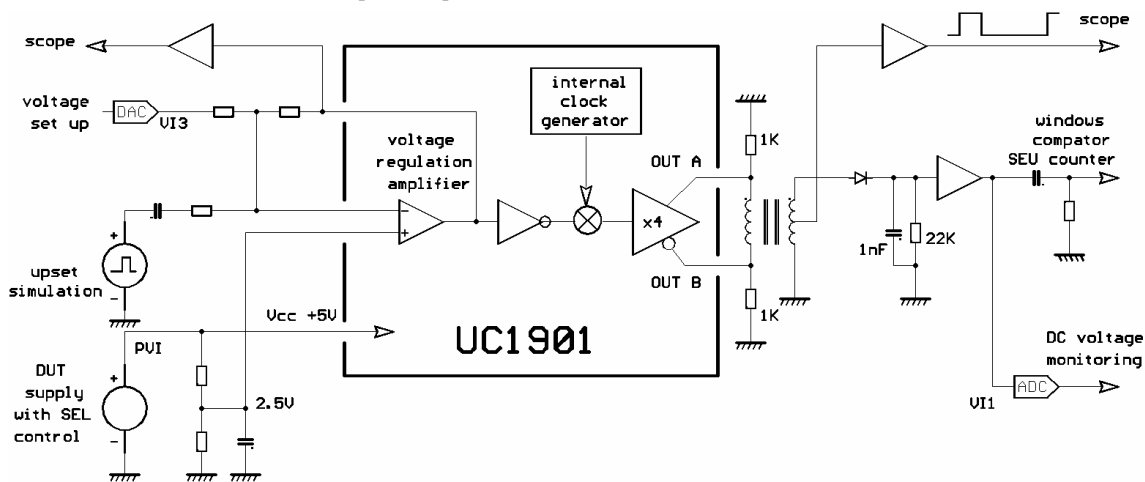 scope
scope
voltage
set up
DAC
VI3
internal
clock
generator
voltage
regulation
amplifier
OUT A
1K
windows
compator
SEU counter
x4
OUT B
1nF
22K
1K
upset
simulation
Vcc +5V
UC1901
PVI
DUT
supply
with SEL
control
2.5V
DC voltage
monitoring
VI1
ADC